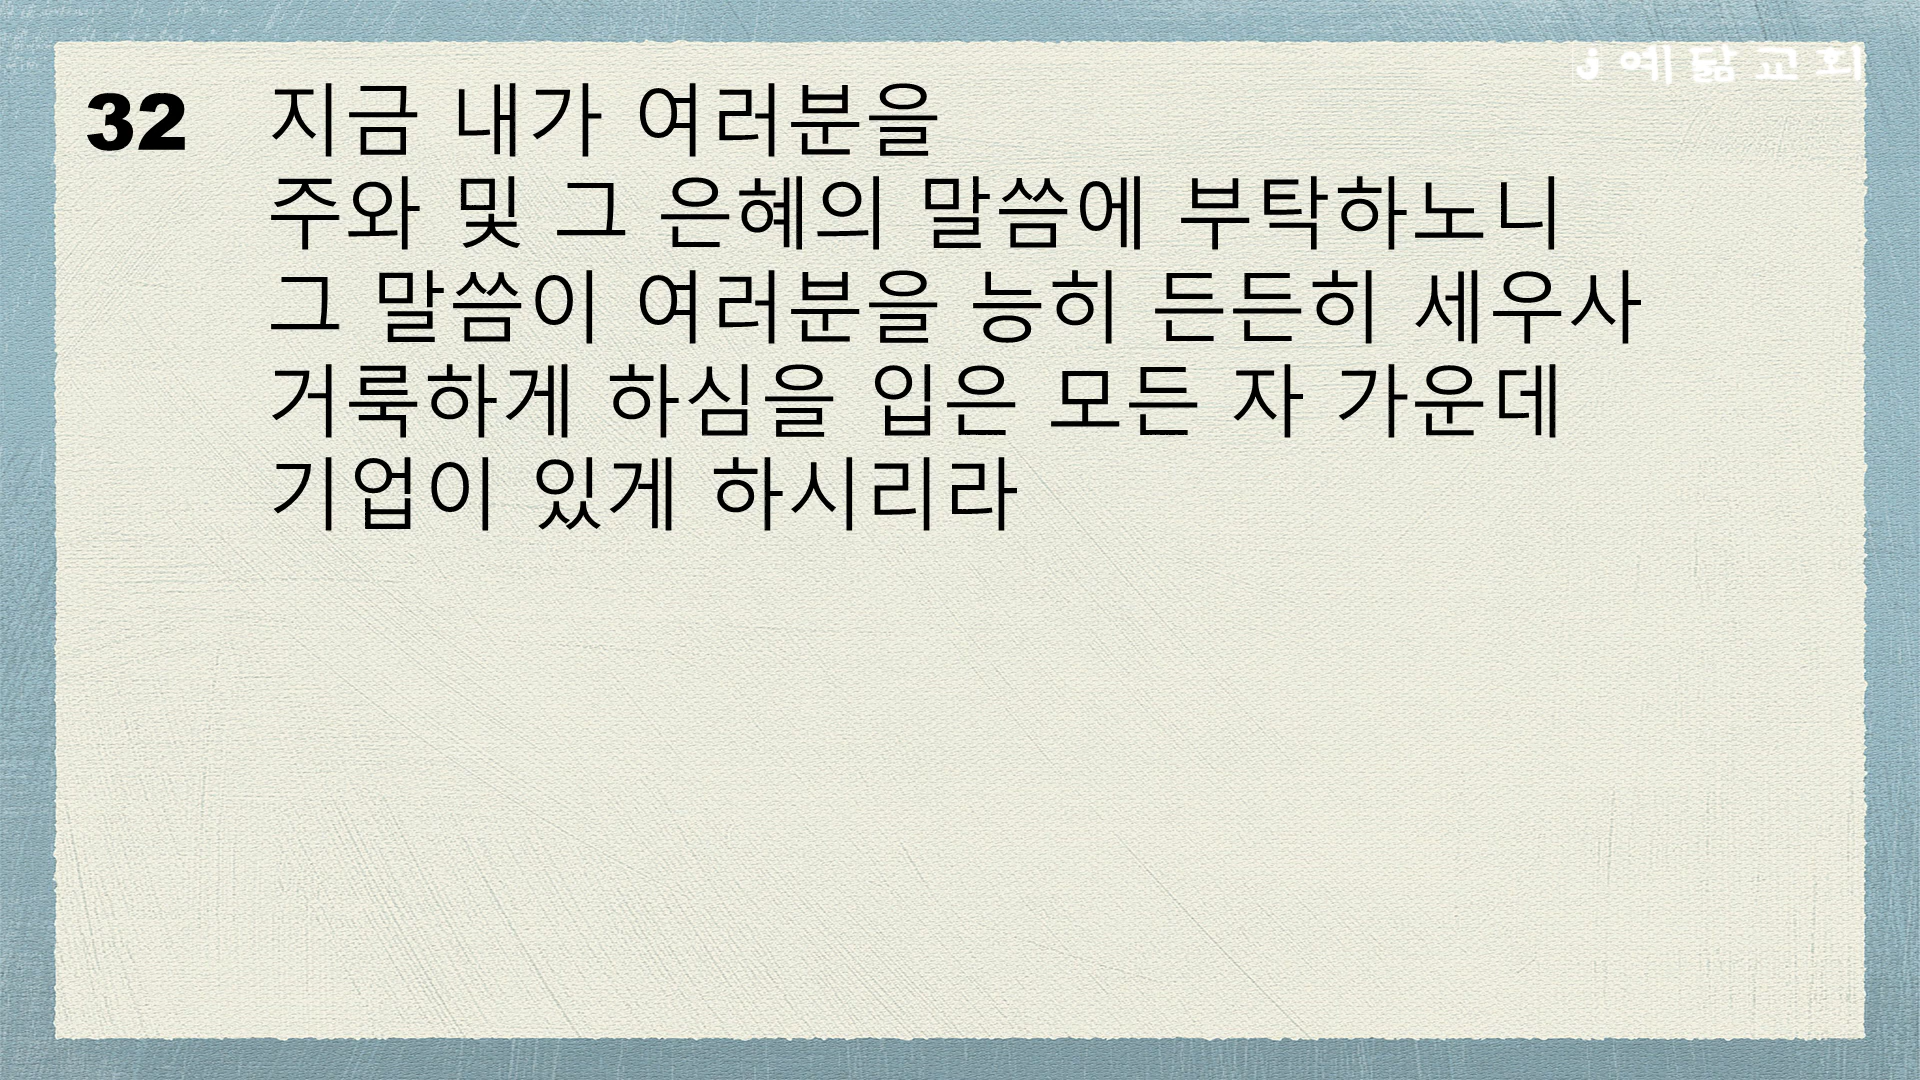 j 예닮교회
32 지금 내가 여러분을
주와 및 그 은혜의 말씀에 부탁하노니
그 말씀이 여러분을 능히 든든히 세우사
거룩하게 하심을 입은 모든 자 가운데
기업이 있게 하시리라